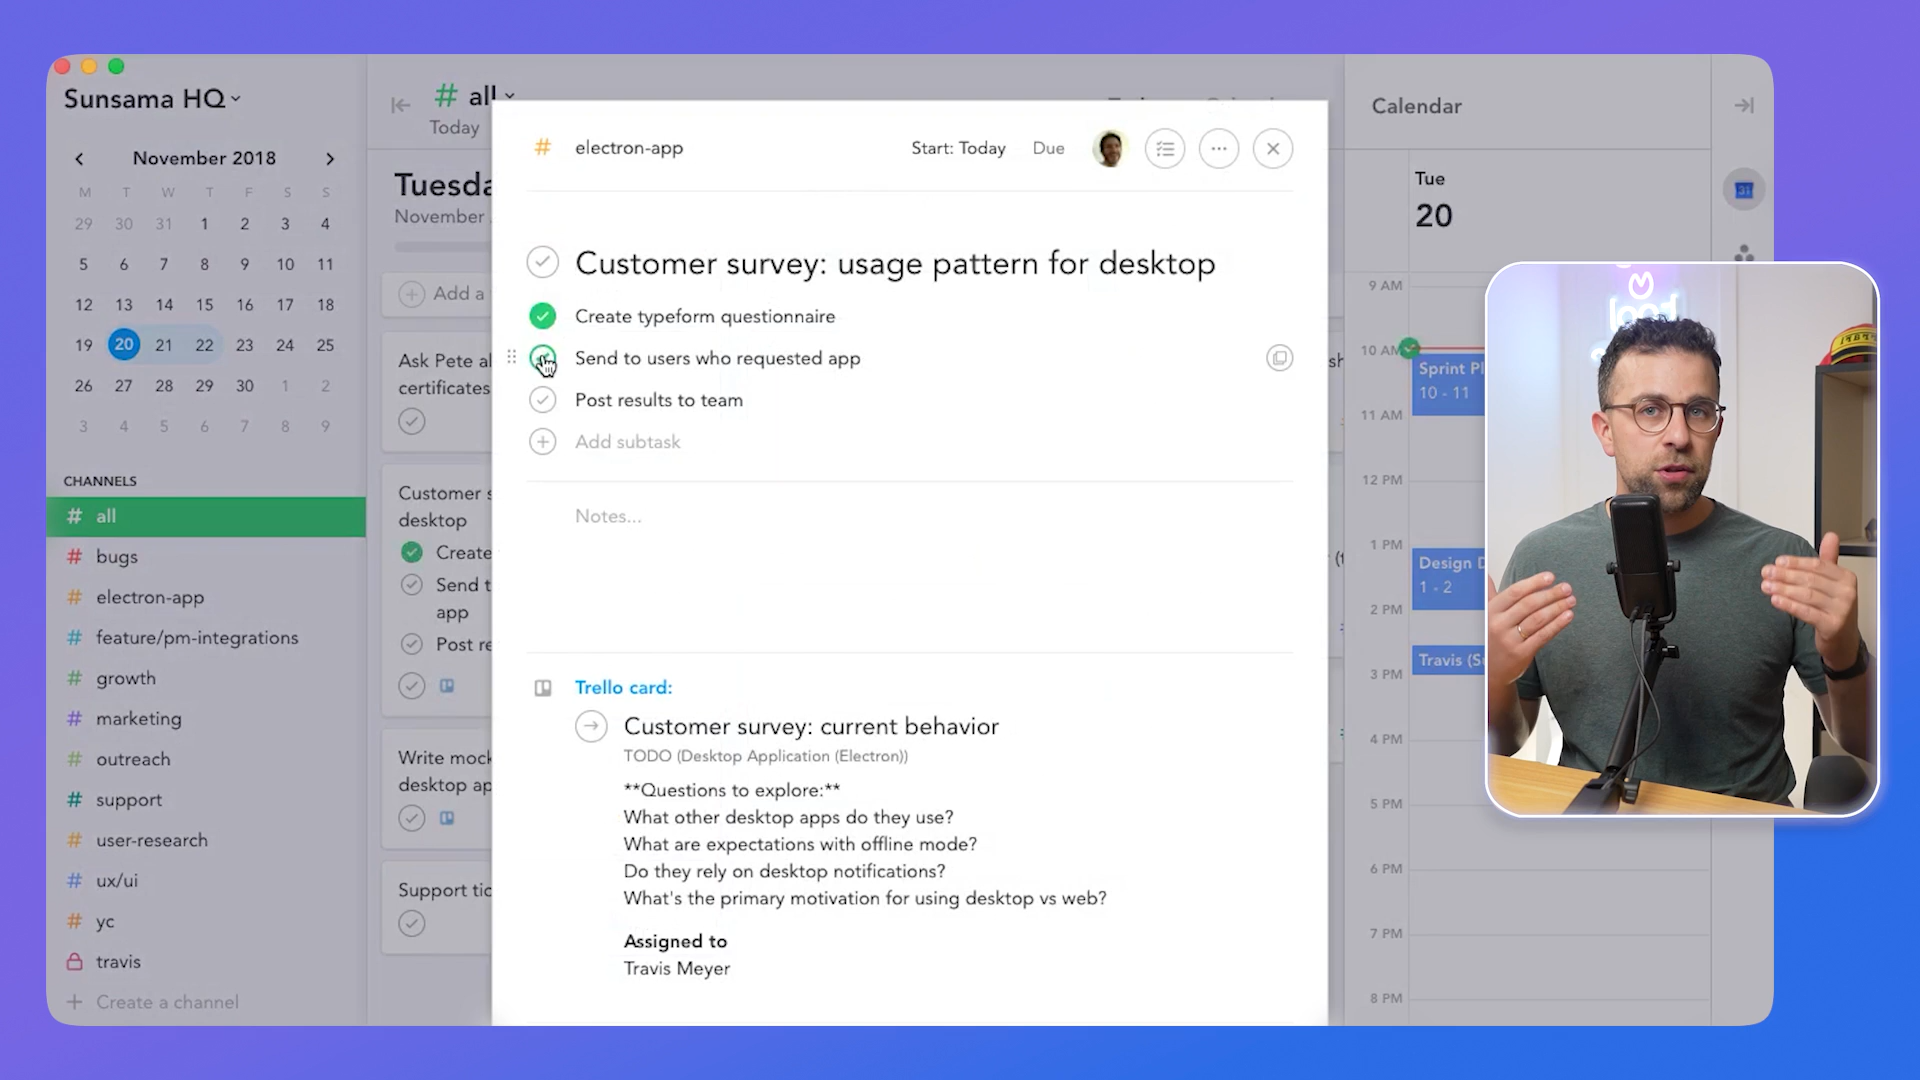 Sunsama HQ
November 2018
M T W T F S S
29 30 31 1 2 3 4
5 6 7 8 9 10 11
12 13 14 15 16 17 18
19 20 21 22 23 24 25
26 27 28 29 30 1 2
3 4 5 6 7 8 9
CHANNELS
# all
# bugs
# electron-app
# feature/pm-integrations
# growth
# marketing
# outreach
# support
# user-research
# ux/ui
# yc
travis
+ Create a channel
# all
Today
Tuesda
November
Add a
Ask Pete al
certificates
Customer s
desktop
Create
Send t
app
Post re
Write mock
desktop ap
Support tic
# electron-app
Start: Today
Due
Customer survey: usage pattern for desktop
Create typeform questionnaire
Send to users who requested app
Post results to team
Add subtask
Notes...
Trello card:
Customer survey: current behavior
TODO (Desktop Application (Electron))
**Questions to explore:**
What other desktop apps do they use?
What are expectations with offline mode?
Do they rely on desktop notifications?
What's the primary motivation for using desktop vs web?
Assigned to
Travis Meyer
Calendar
Tue
20
31
9 AM
10 AM
Sprint Pl
10 - 11
11 AM
12 PM
1 PM
Design D
1 - 2
2 PM
Travis (S
3 PM
4 PM
5 PM
6 PM
7 PM
8 PM